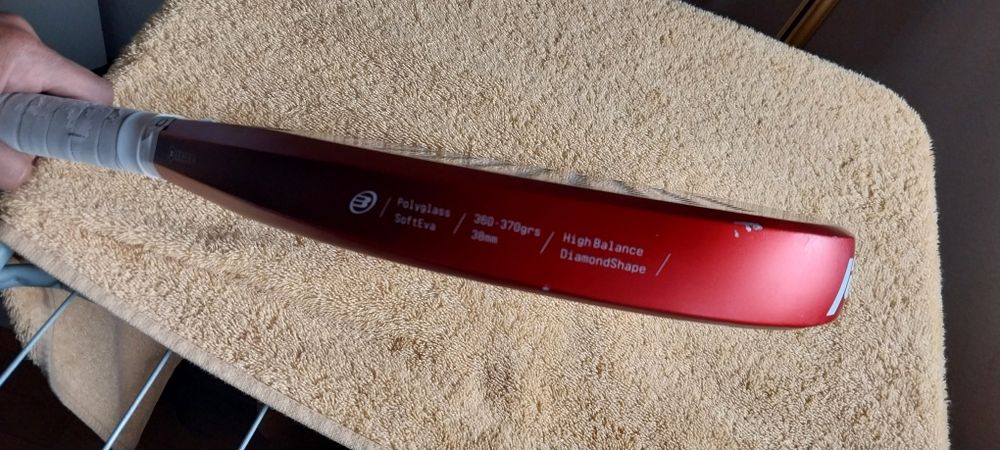 Polyglass
SoftEva
360-370grs
38mm
HighBalance
DiamondShape